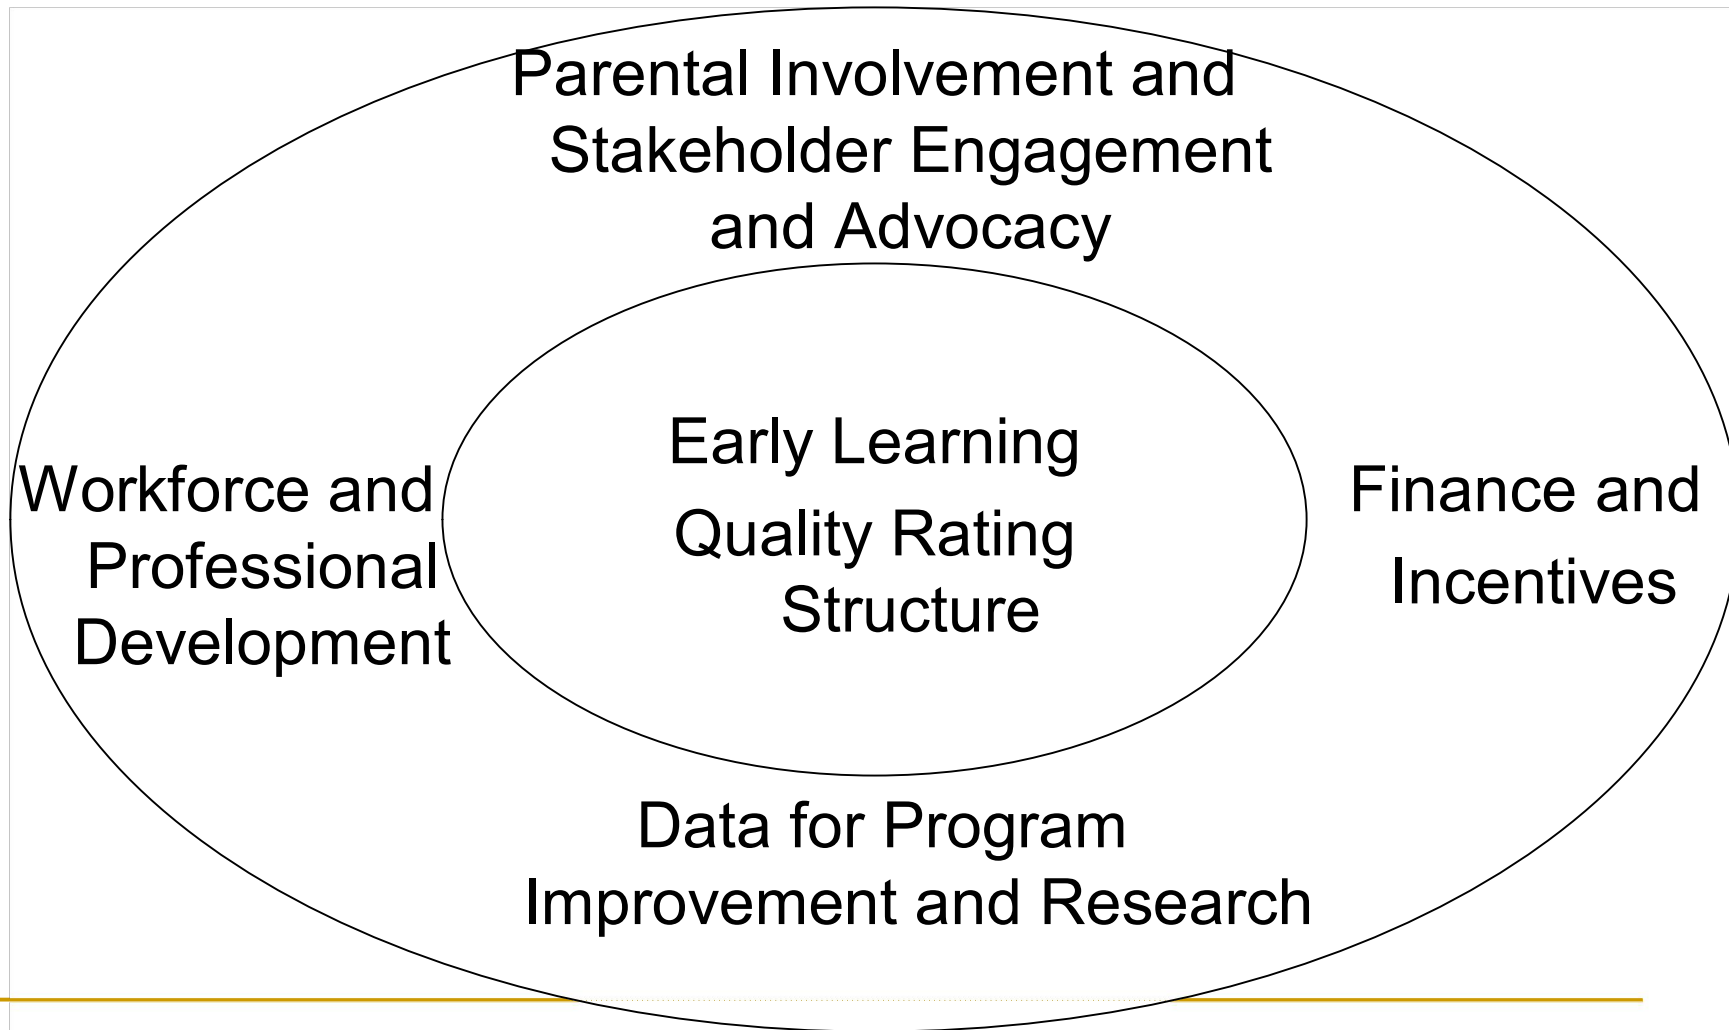 Parental Involvement and
Stakeholder Engagement
and Advocacy
Early Learning
Quality Rating
Structure
Workforce and
Professional
Development
Finance and
Incentives
Data for Program
Improvement and Research